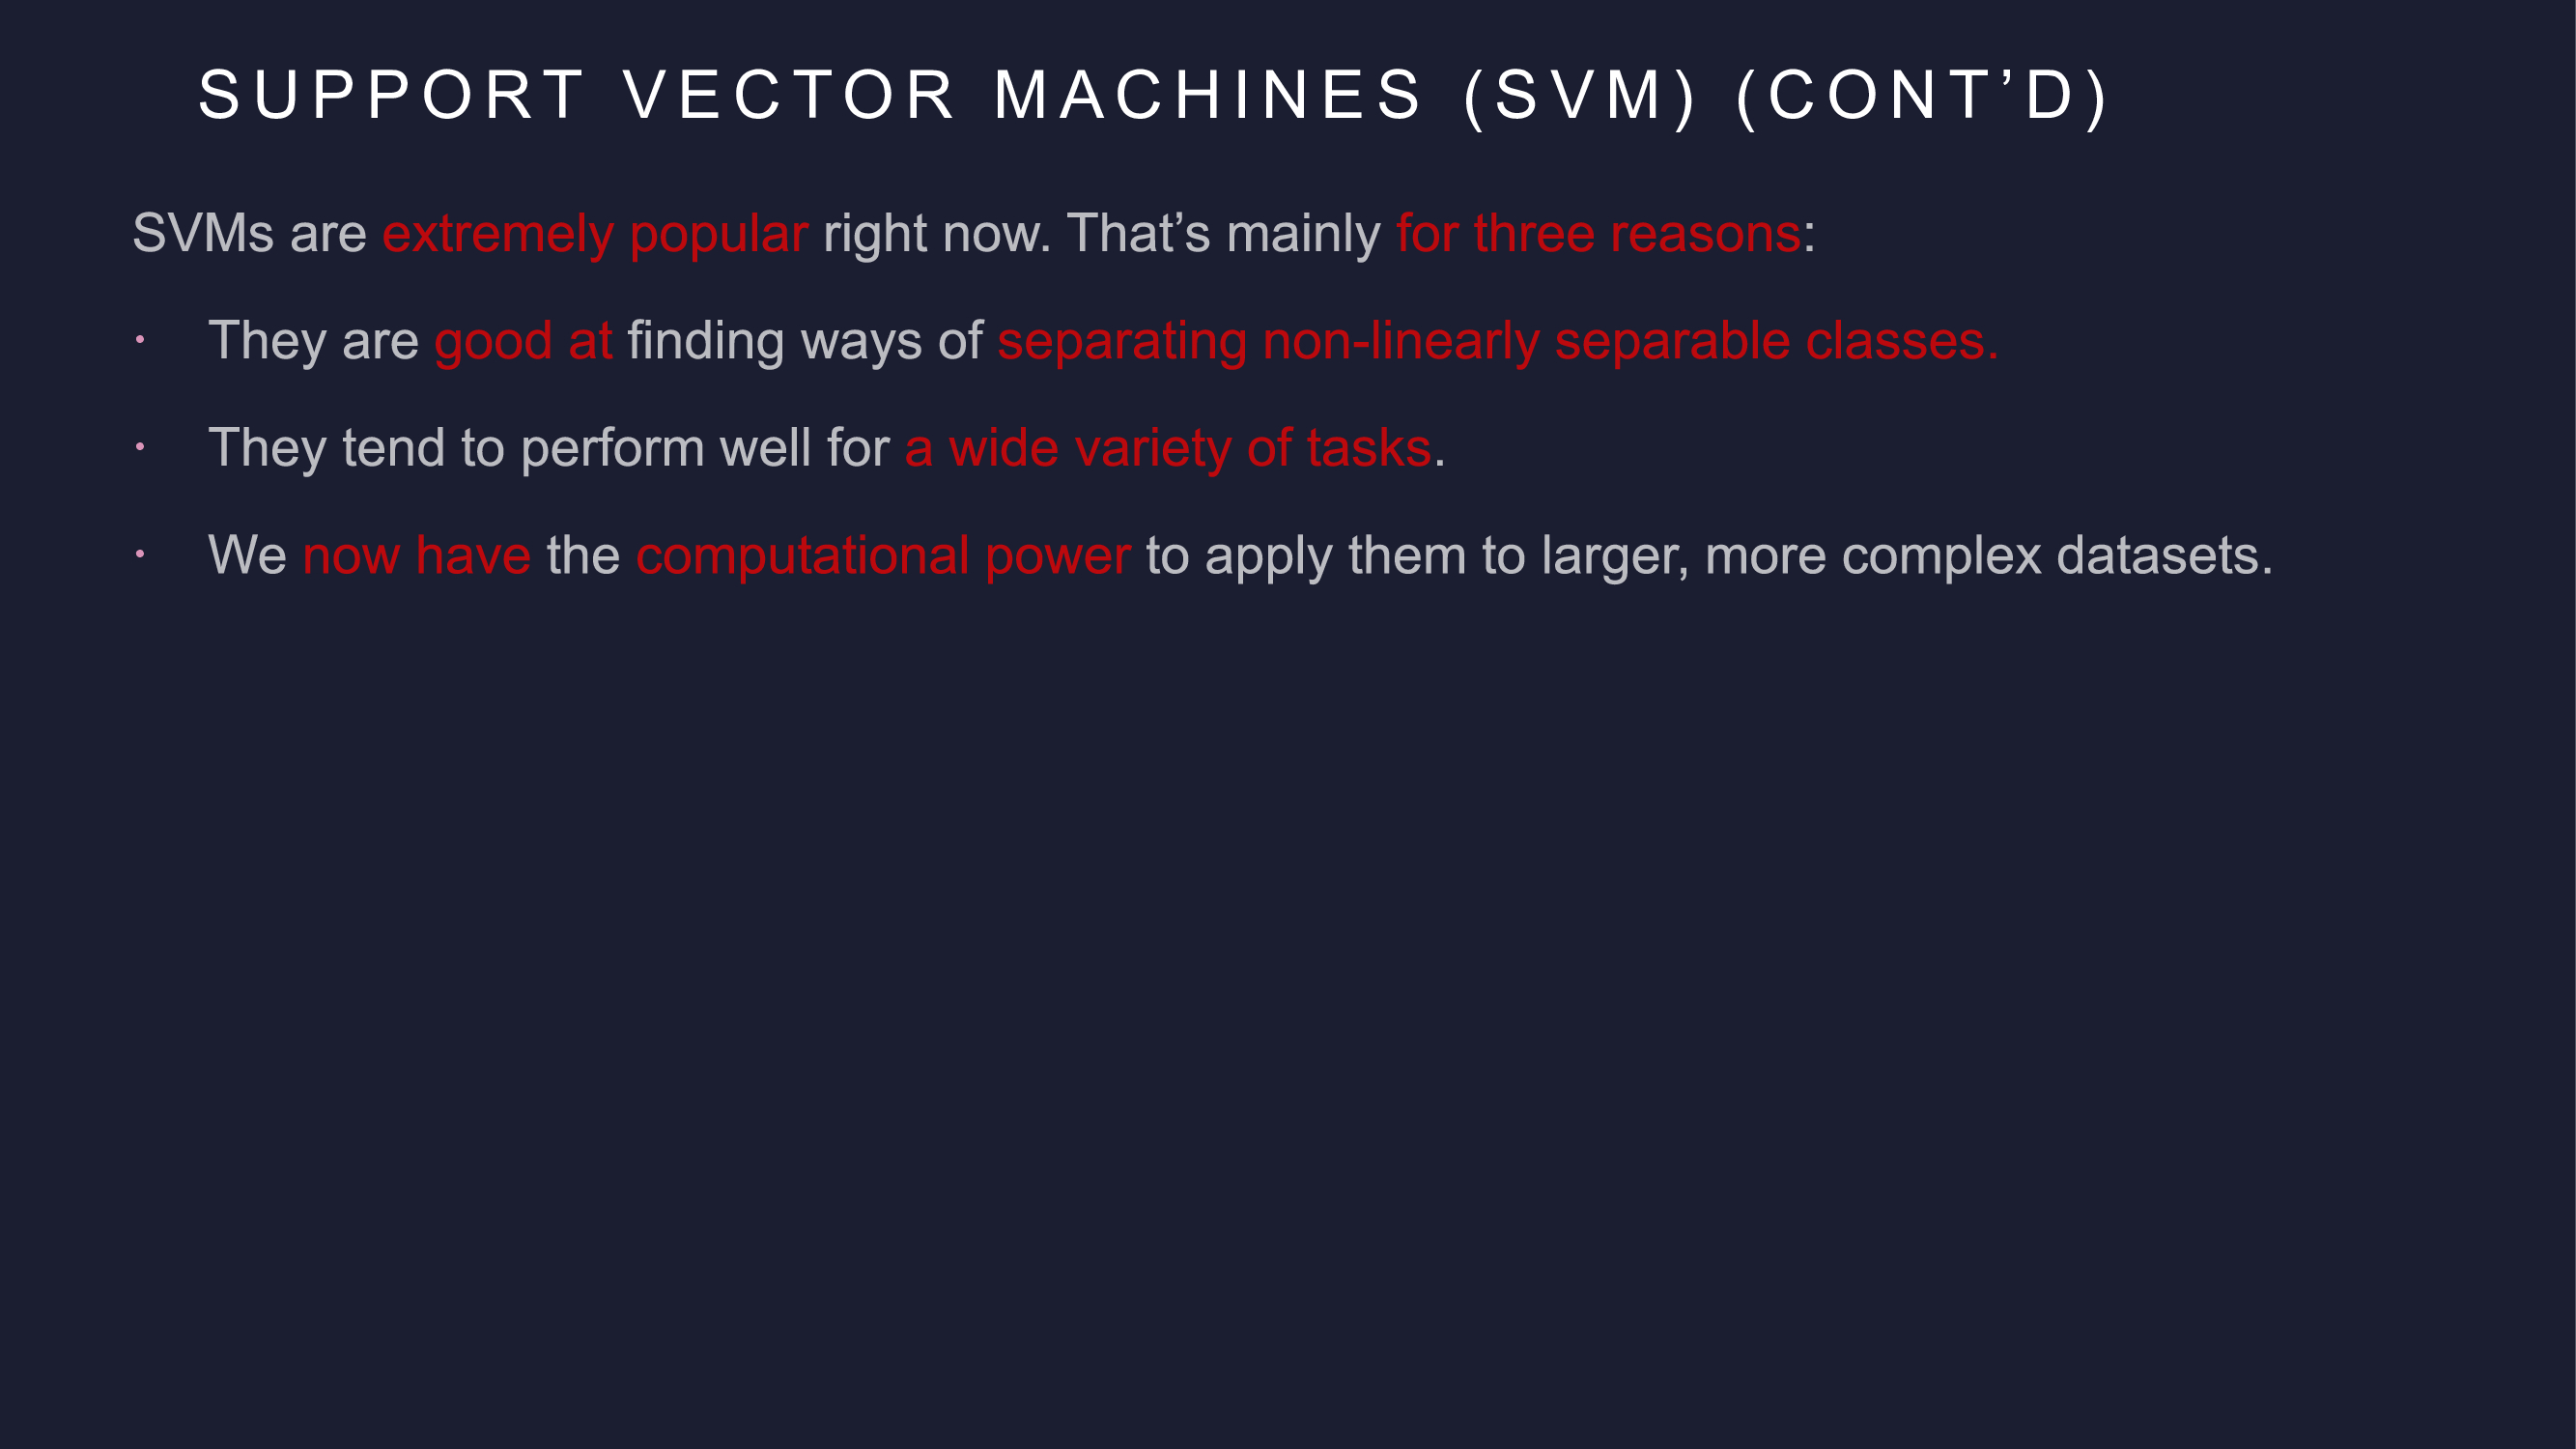 SUPPORT VECTOR MACHINES (SVM) (CONT’D)
SVMs are extremely popular right now. That’s mainly for three reasons:
• They are good at finding ways of separating non-linearly separable classes.
• They tend to perform well for a wide variety of tasks.
• We now have the computational power to apply them to larger, more complex datasets.